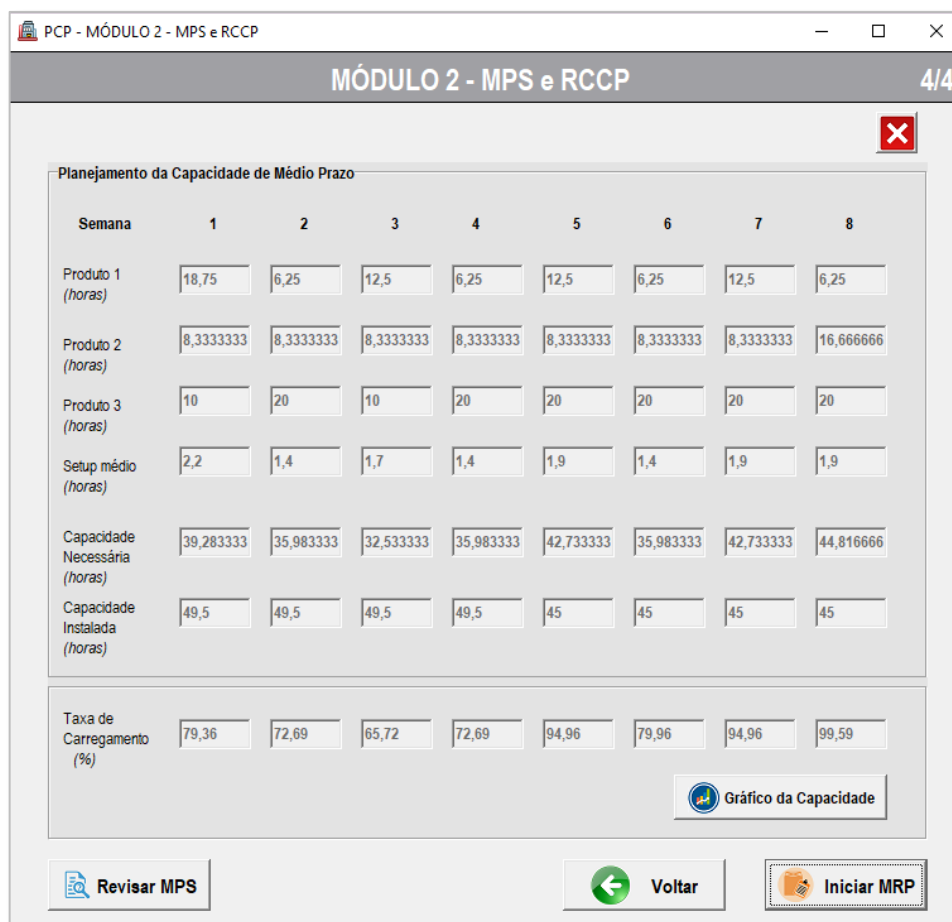 PCP - MÓDULO 2 - MPS e RCCP
MÓDULO 2 - MPS e RCCP 4/4
Planejamento da Capacidade de Médio Prazo
Semana 1 2 3 4 5 6 7 8
Produto 1 18,75 6,25 12,5 6,25 12,5 6,25 12,5 6,25
(horas)
Produto 2 8,3333333 8,3333333 8,3333333 8,3333333 8,3333333 8,3333333 8,3333333 16,666666
(horas)
Produto 3 10 20 10 20 20 20 20 20
(horas)
Setup médio 2,2 1,4 1,7 1,4 1,9 1,4 1,9 1,9
(horas)
Capacidade
Necessária 39,283333 35,983333 32,533333 35,983333 42,733333 35,983333 42,733333 44,816666
(horas)
Capacidade
Instalada 49,5 49,5 49,5 49,5 45 45 45 45
(horas)
Taxa de
Carregamento 79,36 72,69 65,72 72,69 94,96 79,96 94,96 99,59
(%)
Gráfico da Capacidade
Revisar MPS Voltar Iniciar MRP